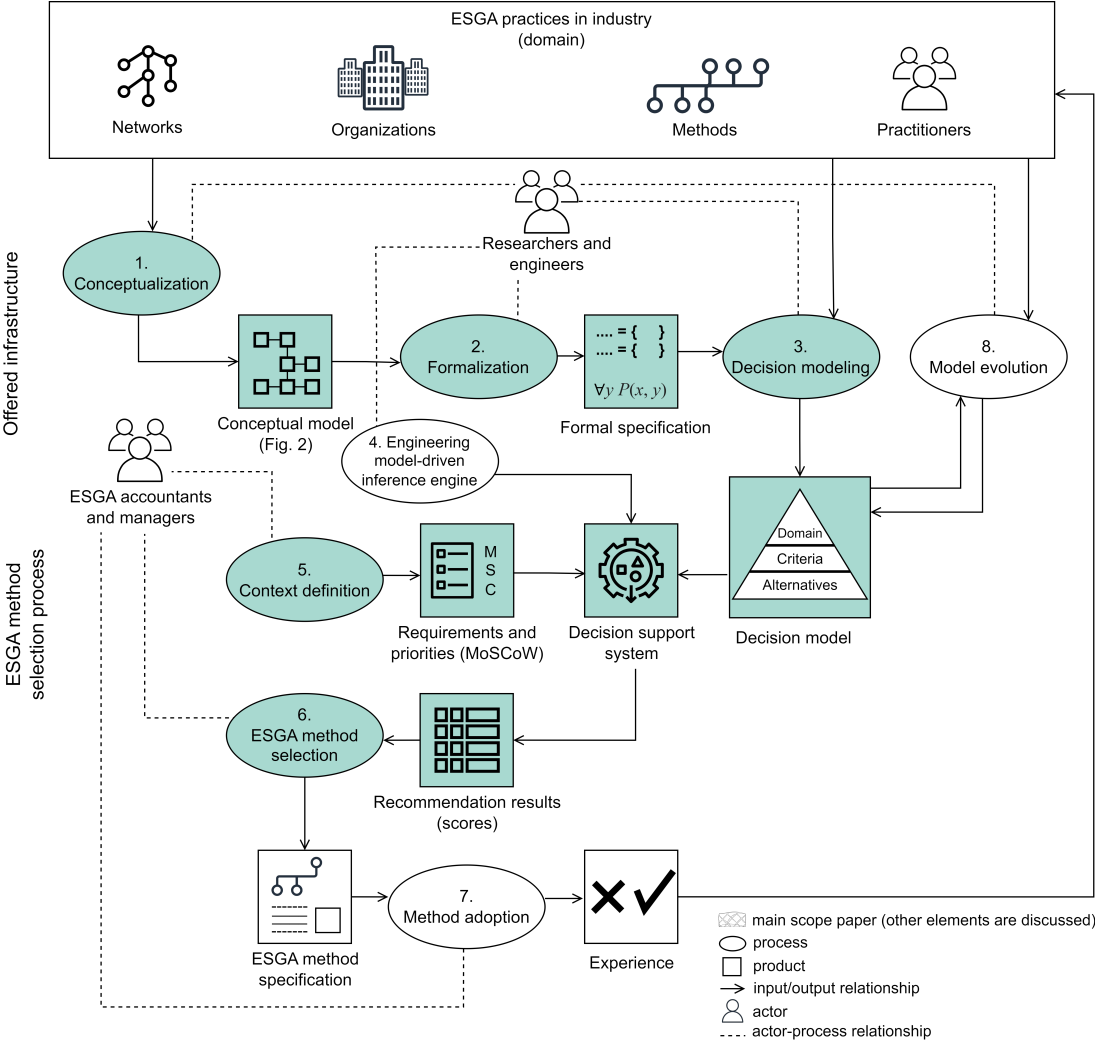 ESGA practices in industry
(domain)
Networks
Organizations
Methods
Practitioners
Offered infrastructure
Researchers and
engineers
1.
Conceptualization
2.
Formalization
.... = {   }
.... = {   }
∀y P(x, y)
3.
Decision modeling
8.
Model evolution
Conceptual model
(Fig. 2)
Formal specification
4. Engineering
model-driven
inference engine
ESGA accountants
and managers
ESGA method
selection process
5.
Context definition
M
S
C
Requirements and
priorities (MoSCoW)
Decision support
system
Domain
Criteria
Alternatives
Decision model
6.
ESGA method
selection
Recommendation results
(scores)
ESGA method
specification
7.
Method adoption
Experience
main scope paper (other elements are discussed)
process
product
input/output relationship
actor
actor-process relationship